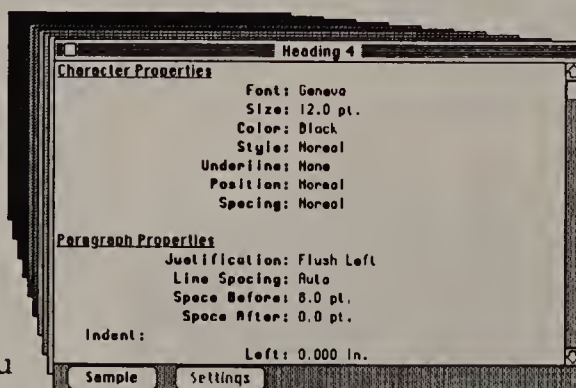 Heading 4
Character Properties
Font: Geneva
Size: 12.0 pt.
Color: Black
Style: Normal
Underline: None
Position: Normal
Spacing: Normal
Paragraph Properties
Justification: Flush Left
Line Spacing: Auto
Space Before: 6.0 pt.
Space After: 0.0 pt.
Indent:
Left: 0.000 in.
Sample Settings